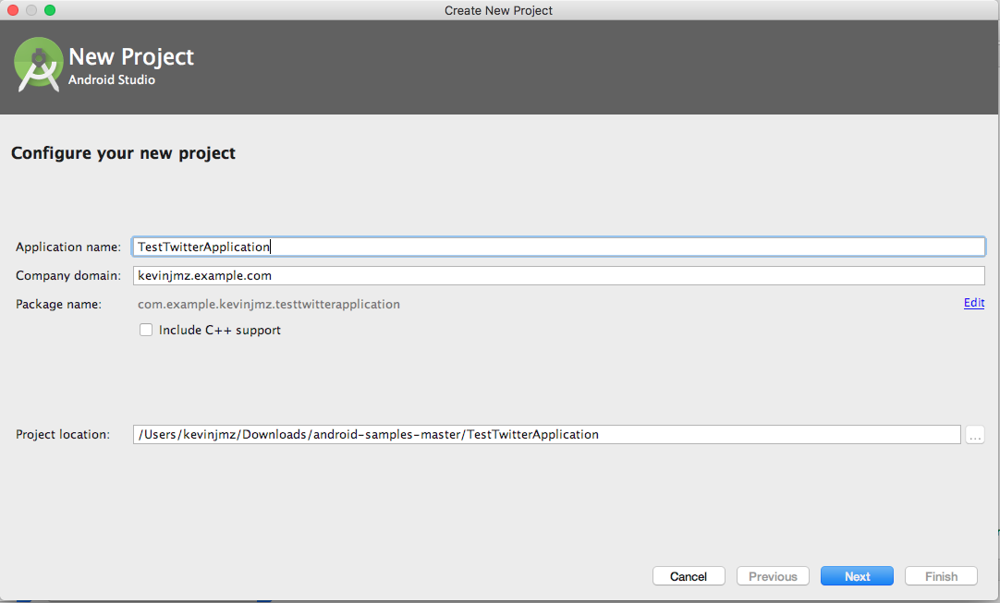 Create New Project
New Project
Android Studio
Configure your new project
Application name: TestTwitterApplication
Company domain: kevinjmz.example.com
Package name: com.example.kevinjmz.testtwitterapplication Edit
Include C++ support
Project location: /Users/kevinjmz/Downloads/android-samples-master/TestTwitterApplication ...
Cancel Previous Next Finish